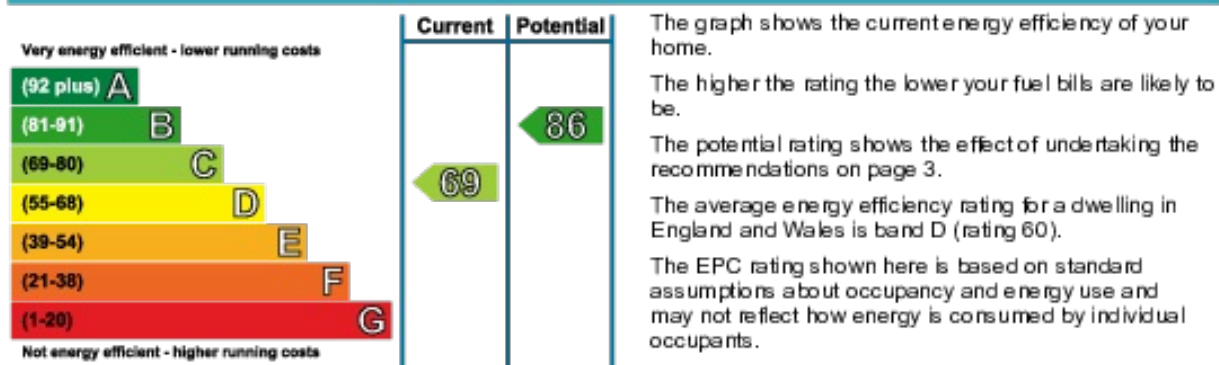 Current Potential
Very energy efficient - lower running costs
(92 plus) A
(81-91) B
86
(69-80) C
69
(55-68) D
(39-54) E
(21-38) F
(1-20) G
Not energy efficient - higher running costs
The graph shows the current energy efficiency of your
home.
The higher the rating the lower your fuel bills are likely to
be.
The potential rating shows the effect of undertaking the
recommendations on page 3.
The average energy efficiency rating for a dwelling in
England and Wales is band D (rating 60).
The EPC rating shown here is based on standard
assumptions about occupancy and energy use and
may not reflect how energy is consumed by individual
occupants.